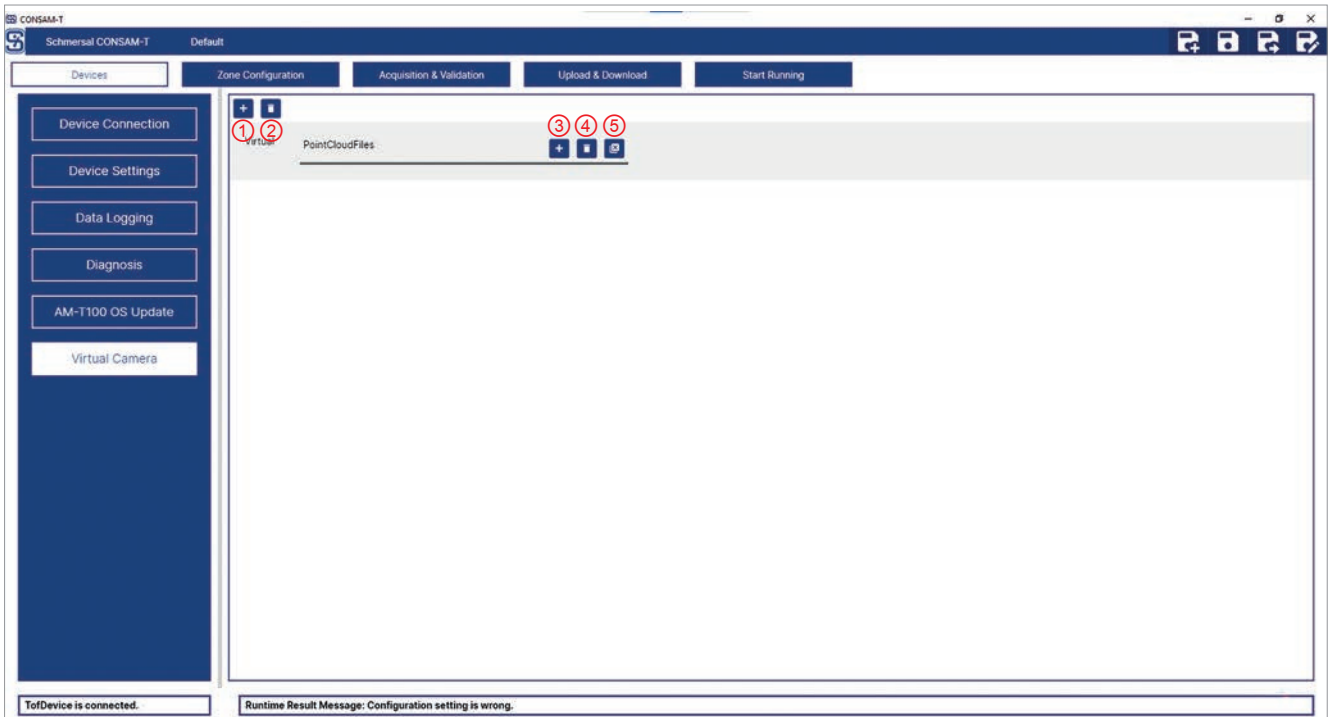 CONSAM-T
Schmersal CONSAM-T Default
Devices Zone Configuration Acquisition & Validation Upload & Download Start Running
Device Connection
Device Settings
Data Logging
Diagnosis
AM-T100 OS Update
Virtual Camera
① ② ③ ④ ⑤
Virtual PointCloudFiles
TofDevice is connected. Runtime Result Message: Configuration setting is wrong.